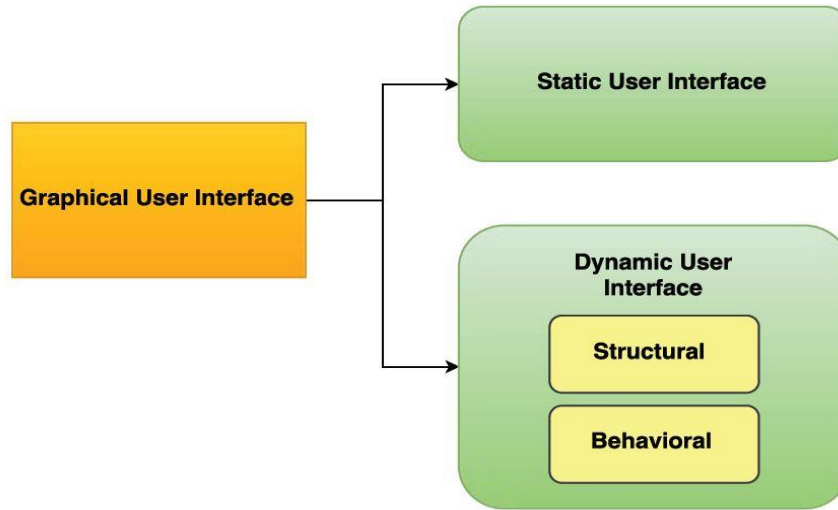 Graphical User Interface
Static User Interface
Dynamic User
Interface
Structural
Behavioral